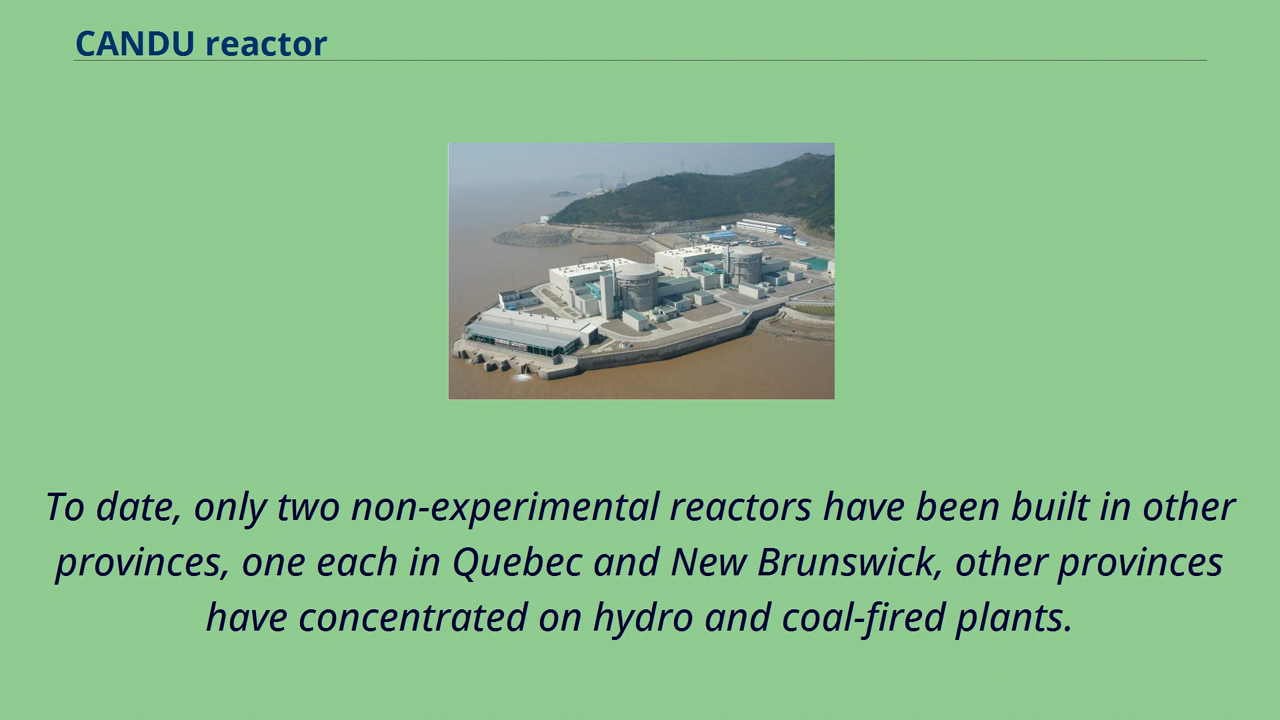 CANDU reactor
To date, only two non-experimental reactors have been built in other
provinces, one each in Quebec and New Brunswick, other provinces
have concentrated on hydro and coal-fired plants.